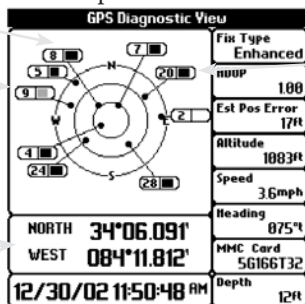 GPS Diagnostic View
8
7
5
20
9
2
4
24
28
N
W
E
S
NORTH 34°06.091'
WEST 084°11.812'
12/30/02 11:50:48 AM
Fix Type
Enhanced
HDOP
1.00
Est Pos Error
17ft
Altitude
1083ft
Speed
3.6mph
Heading
075°t
MMC Card
5G166T32
Depth
12ft